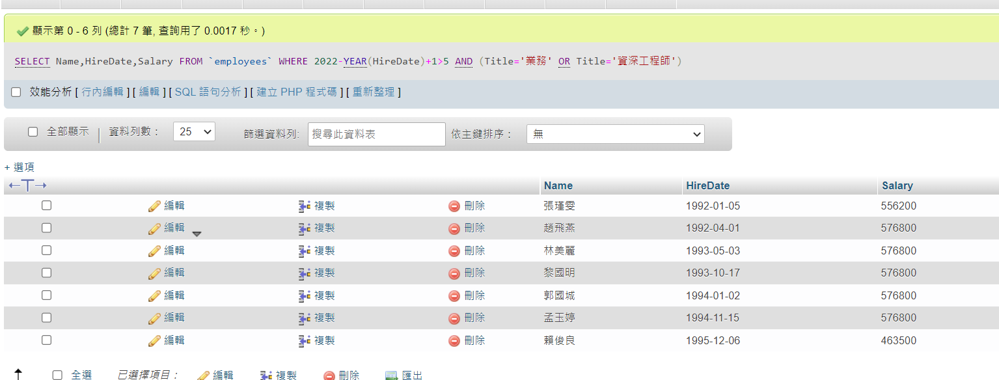 顯示第 0 - 6 列 (總計 7 筆, 查詢用了 0.0017 秒。)
SELECT Name,HireDate,Salary FROM `employees` WHERE 2022-YEAR(HireDate)+1>5 AND (Title='業務' OR Title='資深工程師')
效能分析 [ 行內編輯 ] [ 編輯 ] [ SQL 語句分析 ] [ 建立 PHP 程式碼 ] [ 重新整理 ]
全部顯示 | 資料列數： 25 篩選資料列: 搜尋此資料表 依主鍵排序： 無
+ 選項
←T→ Name HireDate Salary
編輯 複製 刪除 張瑾雯 1992-01-05 556200
編輯 複製 刪除 趙飛燕 1992-04-01 576800
編輯 複製 刪除 林美麗 1993-05-03 576800
編輯 複製 刪除 黎國明 1993-10-17 576800
編輯 複製 刪除 郭國城 1994-01-02 576800
編輯 複製 刪除 孟玉婷 1994-11-15 576800
編輯 複製 刪除 賴俊良 1995-12-06 463500
全選 已選擇項目： 編輯 複製 刪除 匯出